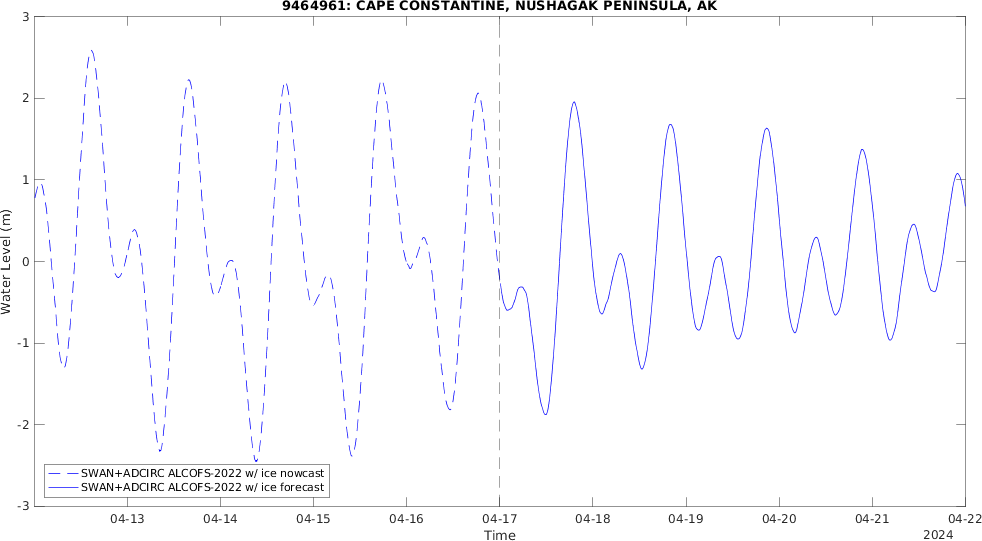 9464961: CAPE CONSTANTINE, NUSHAGAK PENINSULA, AK
3
2
1
0
-1
-2
-3
Water Level (m)
SWAN+ADCIRC ALCOFS-2022 w/ ice nowcast
SWAN+ADCIRC ALCOFS-2022 w/ ice forecast
04-13 04-14 04-15 04-16 04-17 04-18 04-19 04-20 04-21 04-22
Time
2024